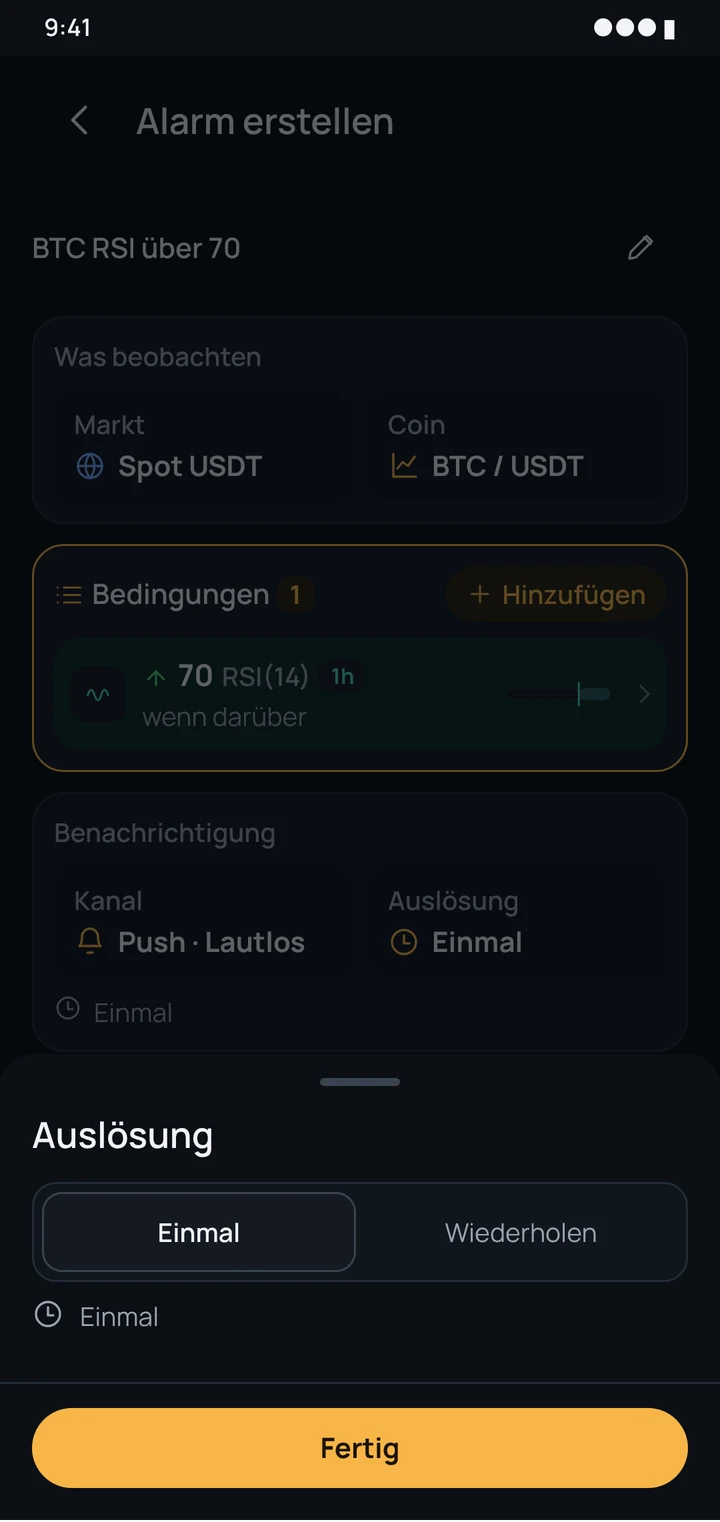 9:41
Alarm erstellen
BTC RSI über 70
Was beobachten
Markt
Spot USDT
Coin
BTC / USDT
Bedingungen 1
+ Hinzufügen
↑ 70 RSI(14) 1h
wenn darüber
Benachrichtigung
Kanal
Push · Lautlos
Auslösung
Einmal
Einmal
Auslösung
Einmal
Wiederholen
Einmal
Fertig